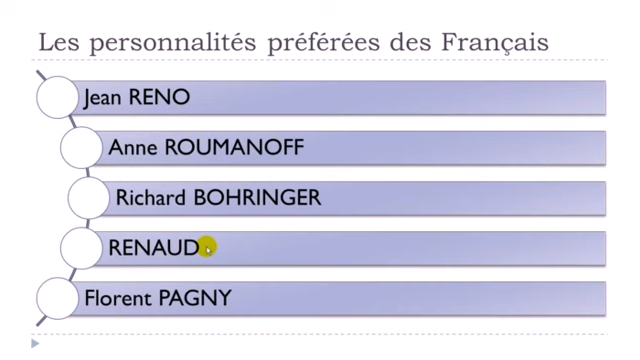 Les personnalités préférées des Français
Jean RENO
Anne ROUMANOFF
Richard BOHRINGER
RENAUD
Florent PAGNY